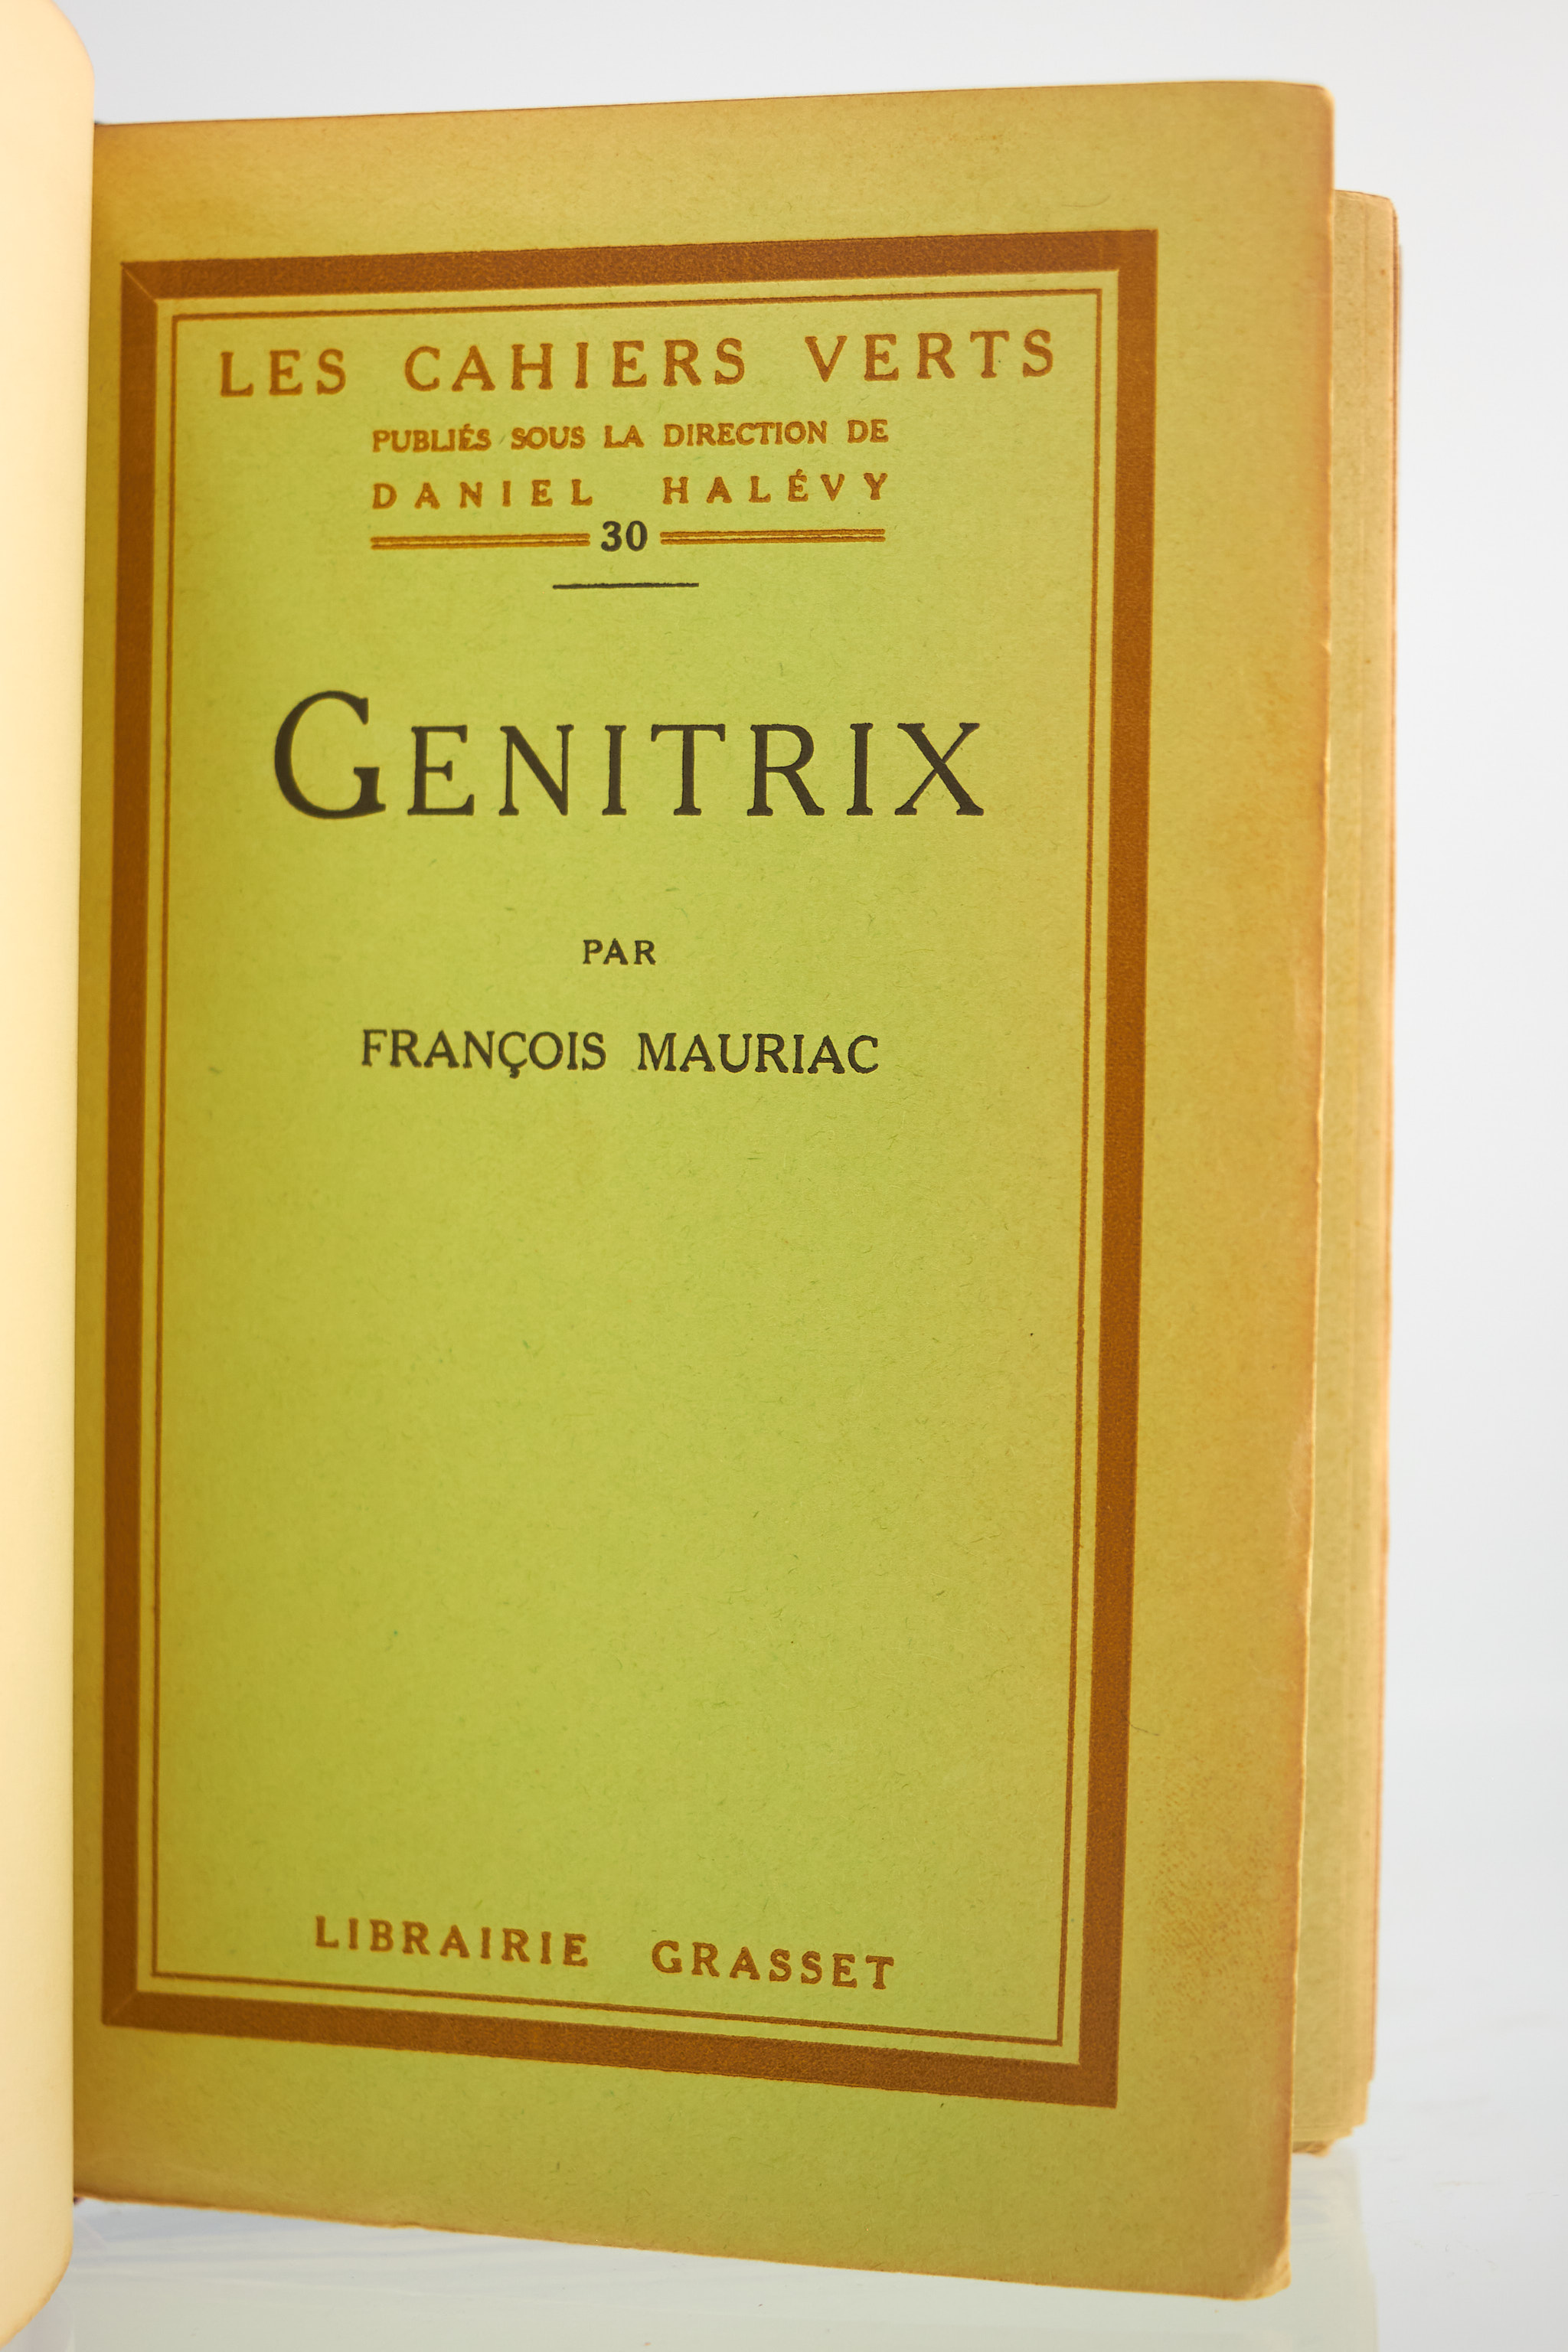 LES CAHIERS VERTS
PUBLIÉS SOUS LA DIRECTION DE
DANIEL HALÉVY
30
GENITRIX
PAR
FRANÇOIS MAURIAC
LIBRAIRIE GRASSET